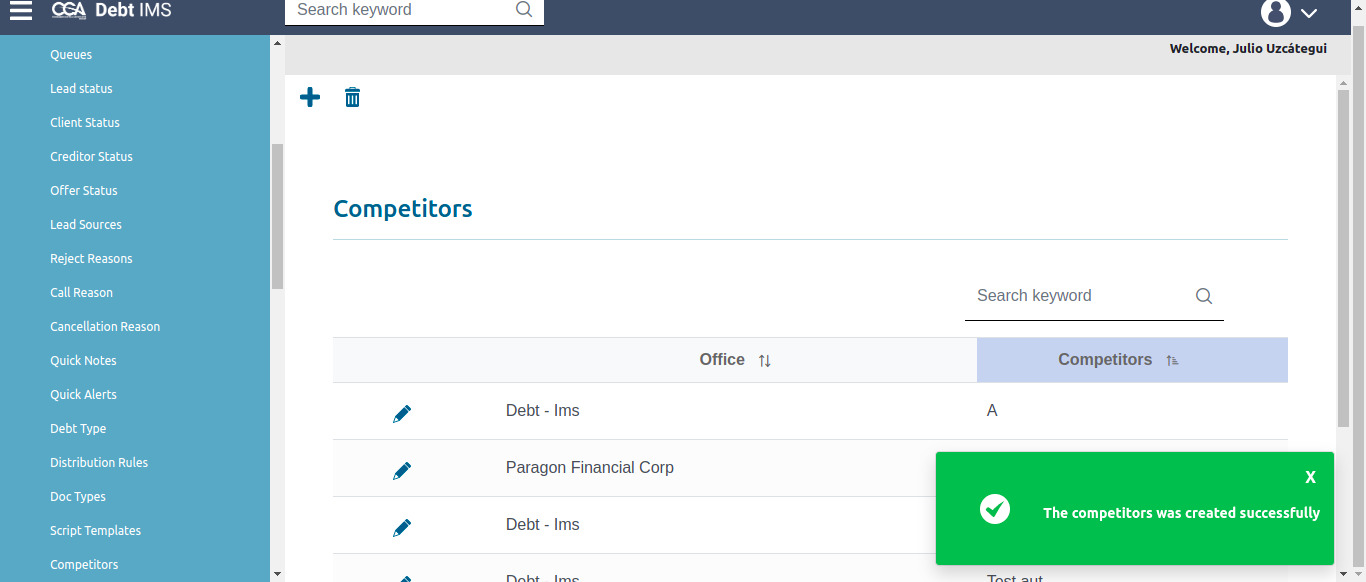 CGA Debt IMS
Search keyword
Welcome, Julio Uzcátegui
Queues
Lead status
Client Status
Creditor Status
Offer Status
Lead Sources
Reject Reasons
Call Reason
Cancellation Reason
Quick Notes
Quick Alerts
Debt Type
Distribution Rules
Doc Types
Script Templates
Competitors
Competitors
Search keyword
Office Competitors
Debt - Ims A
Paragon Financial Corp
Debt - Ims
Debt - Ims Test aut
X
The competitors was created successfully